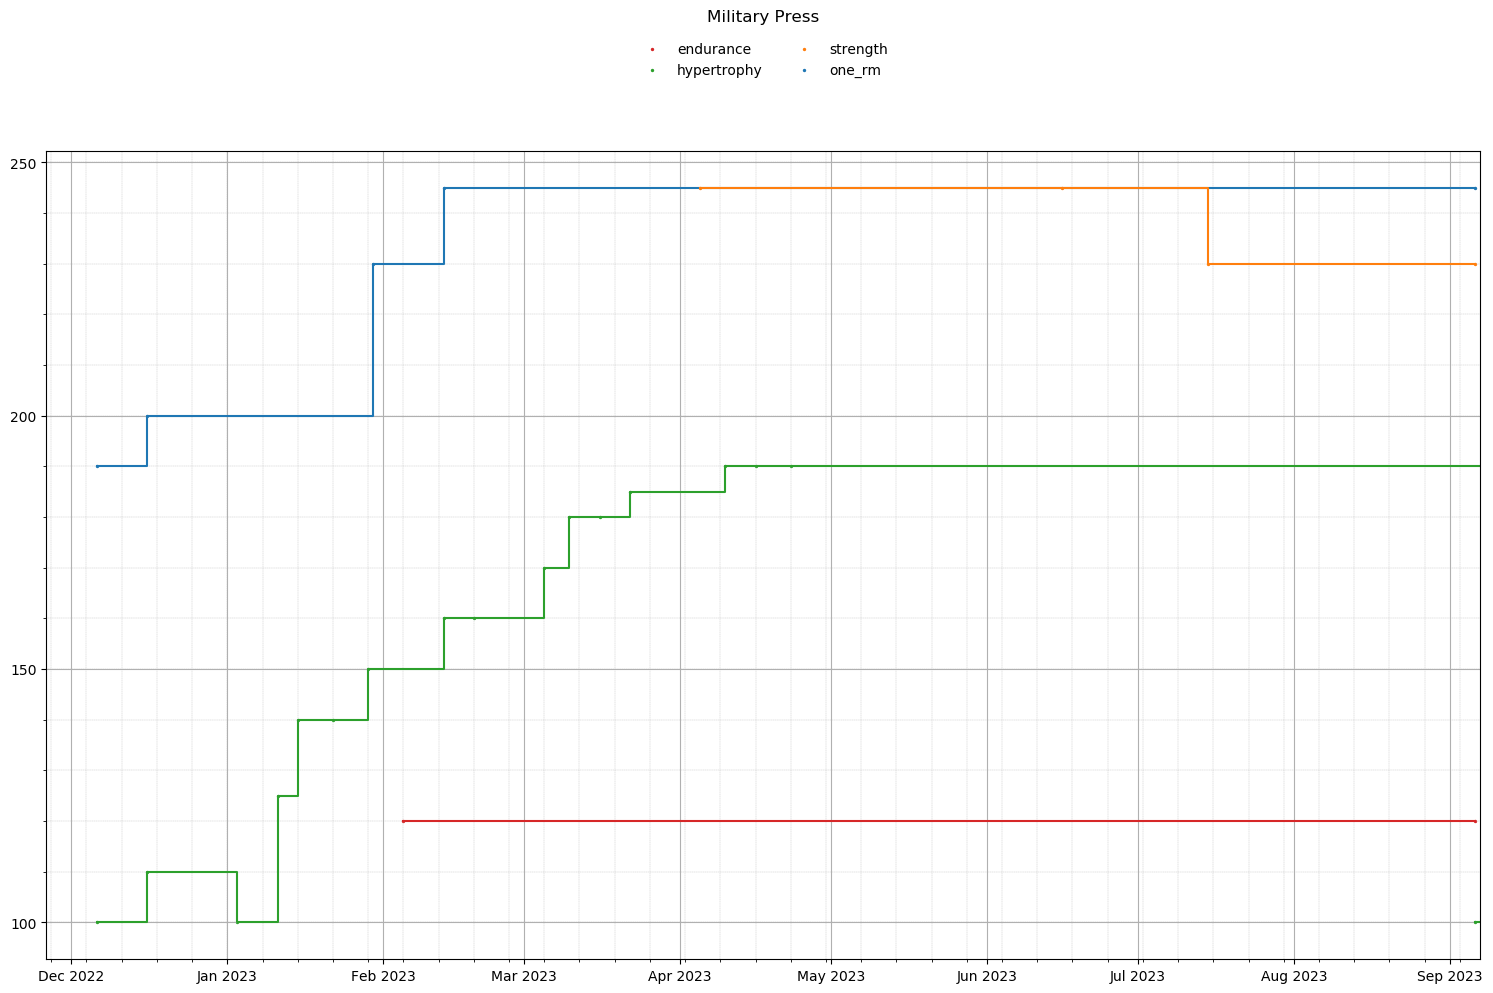 Military Press
endurance strength
hypertrophy one_rm
250
200
150
100
Dec 2022 Jan 2023 Feb 2023 Mar 2023 Apr 2023 May 2023 Jun 2023 Jul 2023 Aug 2023 Sep 2023